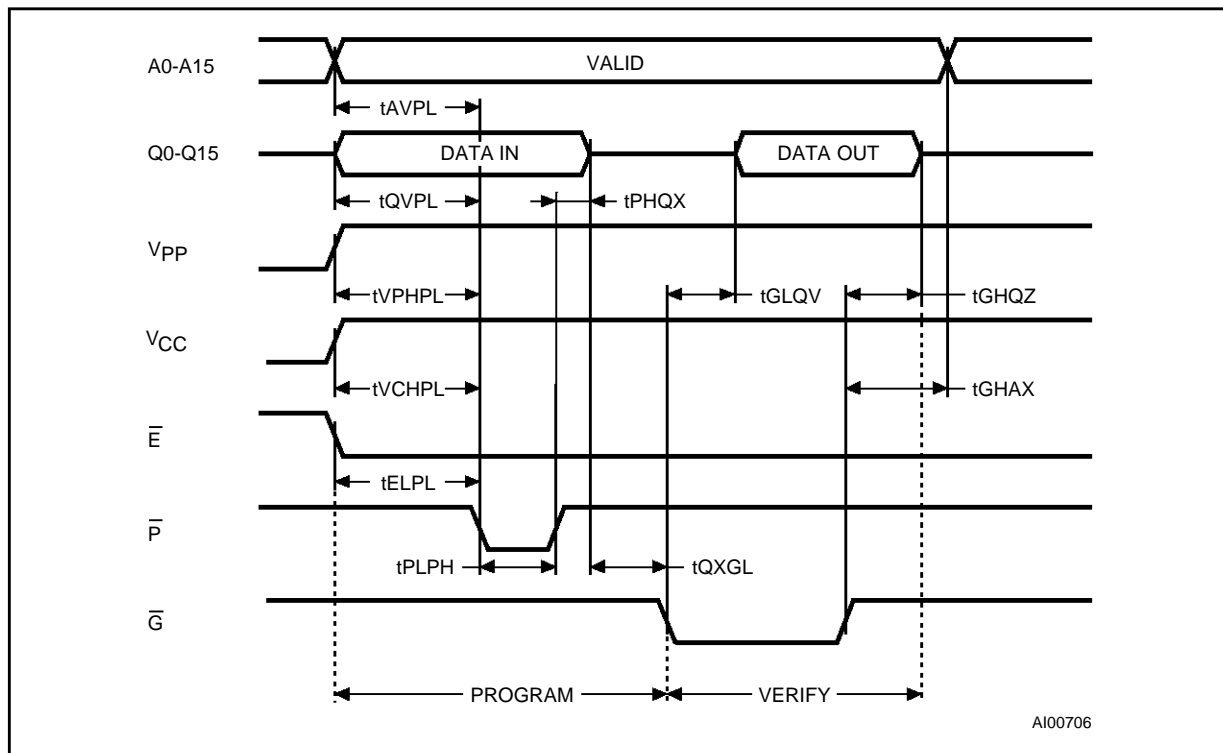 A0-A15
VALID
tAVPL
Q0-Q15
DATA IN
DATA OUT
tQVPL
tPHQX
VPP
tVPHPL
tGLQV
tGHQZ
VCC
tVCHPL
tGHAX
E
tELPL
P
tPLPH
tQXGL
G
PROGRAM
VERIFY
AI00706